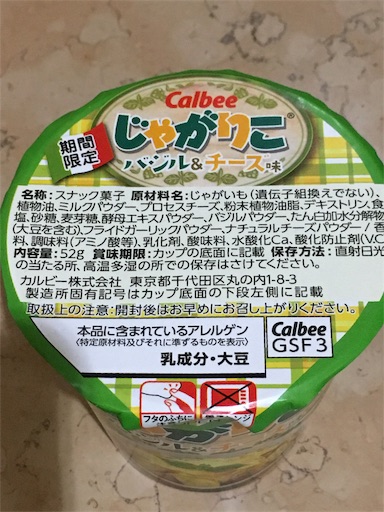 Calbee
期間
限定
じゃがりこ®
バジル&チーズ味
名称:スナック菓子 原材料名:じゃがいも(遺伝子組換えでない)、
植物油、ミルクパウダー、プロセスチーズ、粉末植物油脂、デキストリン、食
塩、砂糖、麦芽糖、酵母エキスパウダー、バジルパウダー、たん白加水分解物
(大豆を含む)、フライドガーリックパウダー、ナチュラルチーズパウダー / 香
料、調味料(アミノ酸等)、乳化剤、酸味料、水酸化Ca、酸化防止剤(V.C)
内容量:52g 賞味期限:カップの底面に記載 保存方法:直射日光
の当たる所、高温多湿の所での保存はさけてください。
カルビー株式会社 東京都千代田区丸の内1-8-3
製造所固有記号はカップ底面の下段左側に記載
取扱上の注意:開封後はお早めにお召し上がりください。
本品に含まれているアレルゲン
(特定原材料及びそれに準ずるものを表示)
乳成分・大豆
Calbee
GSF3
フタのふちに